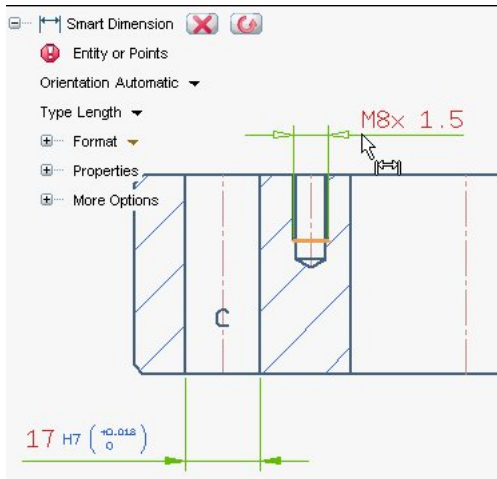 Smart Dimension
Entity or Points
Orientation Automatic
Type Length
Format
Properties
More Options
M8x 1.5
C
17 H7 ( +0.018 0 )